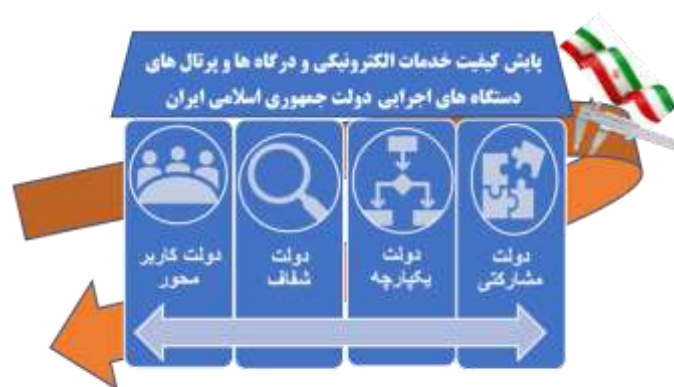 پایش کیفیت خدمات الکترونیکی و درگاه ها و پرتال های
دستگاه های اجرایی دولت جمهوری اسلامی ایران
دولت
مشارکتی
دولت
یکپارچه
دولت
شفاف
دولت کاربر
محور